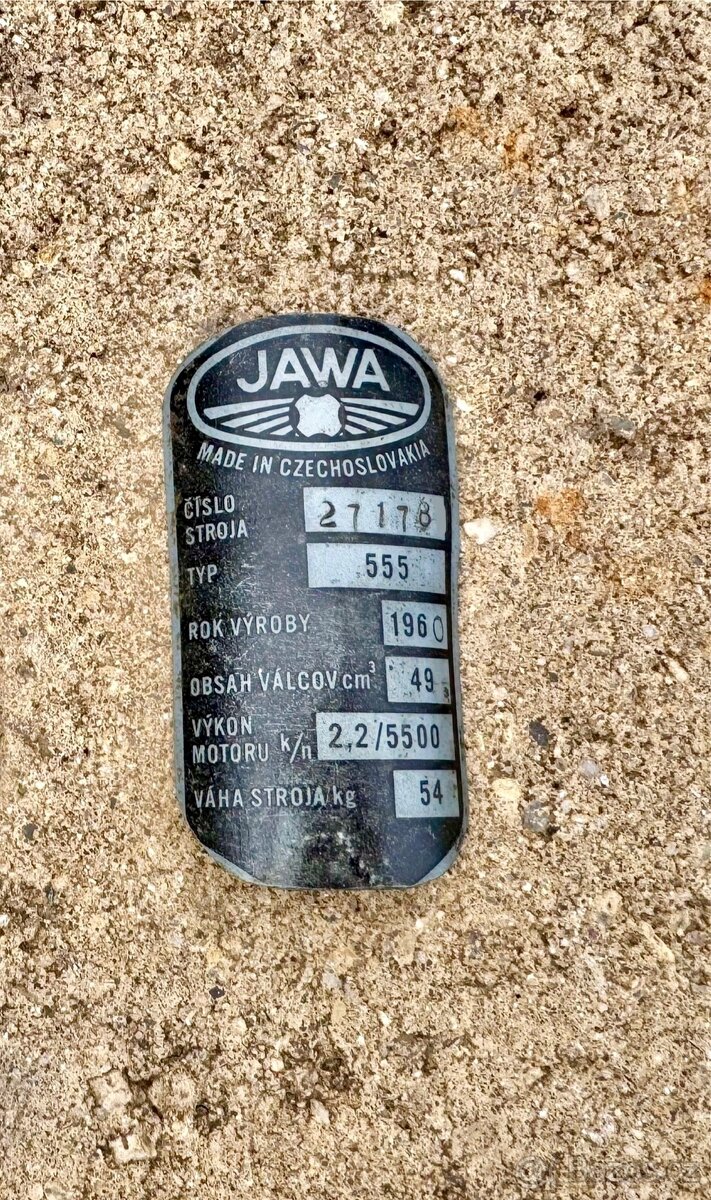 JAWA
MADE IN CZECHOSLOVAKIA
ČÍSLO STROJA 27178
TYP 555
ROK VÝROBY 1960
OBSAH VÁLCOV cm³ 49
VÝKON MOTORU k/n 2,2/5500
VÁHA STROJA kg 54